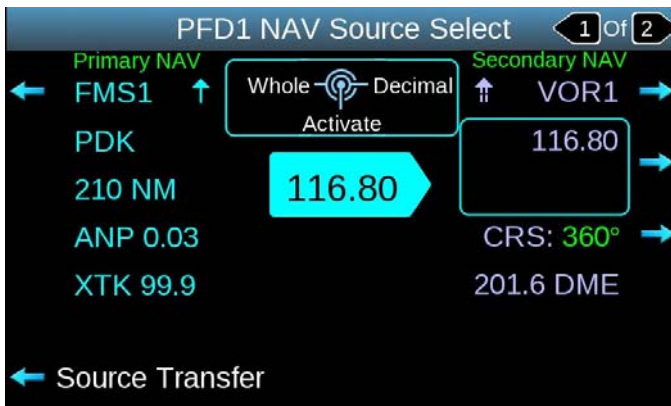 PFD1 NAV Source Select 1 Of 2
Primary NAV
FMS1
PDK
210 NM
ANP 0.03
XTK 99.9
Whole Decimal
Activate
116.80
Secondary NAV
VOR1
116.80
CRS: 360°
201.6 DME
Source Transfer